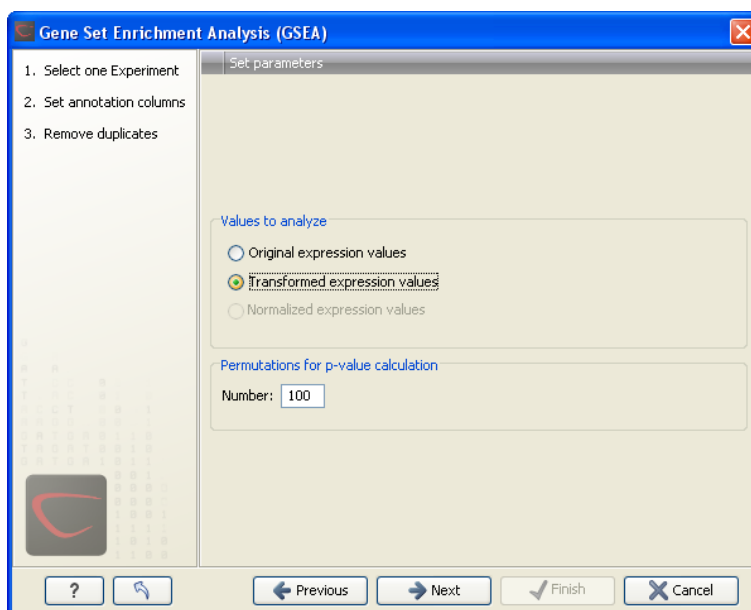 Gene Set Enrichment Analysis (GSEA)
1. Select one Experiment
2. Set annotation columns
3. Remove duplicates
Set parameters
Values to analyze
Original expression values
Transformed expression values
Normalized expression values
Permutations for p-value calculation
Number: 100
? Previous Next Finish Cancel